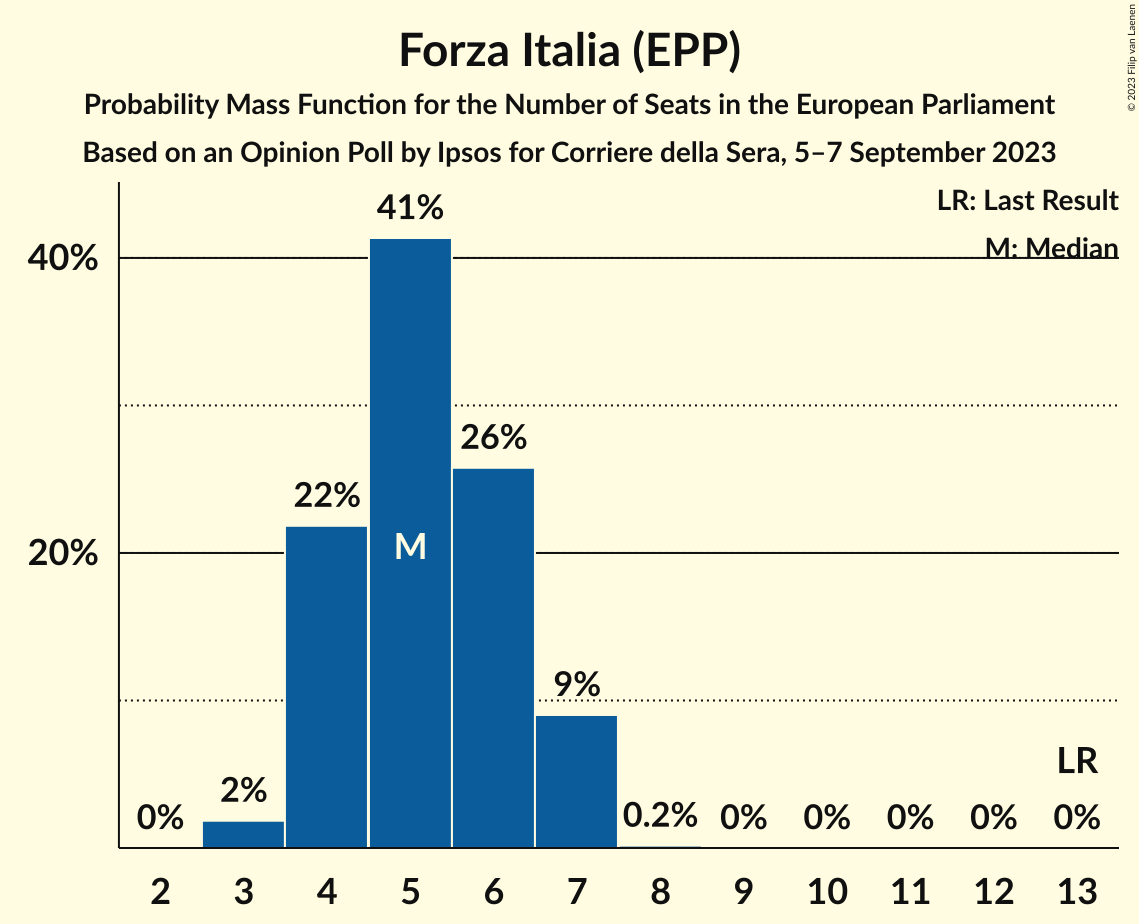 Forza Italia (EPP)
Probability Mass Function for the Number of Seats in the European Parliament
Based on an Opinion Poll by Ipsos for Corriere della Sera, 5–7 September 2023
© 2023 Filip van Laenen
LR: Last Result
M: Median
41%
40%
26%
22%
M
20%
9%
LR
2%
0% 0.2% 0% 0% 0% 0% 0%
2 3 4 5 6 7 8 9 10 11 12 13